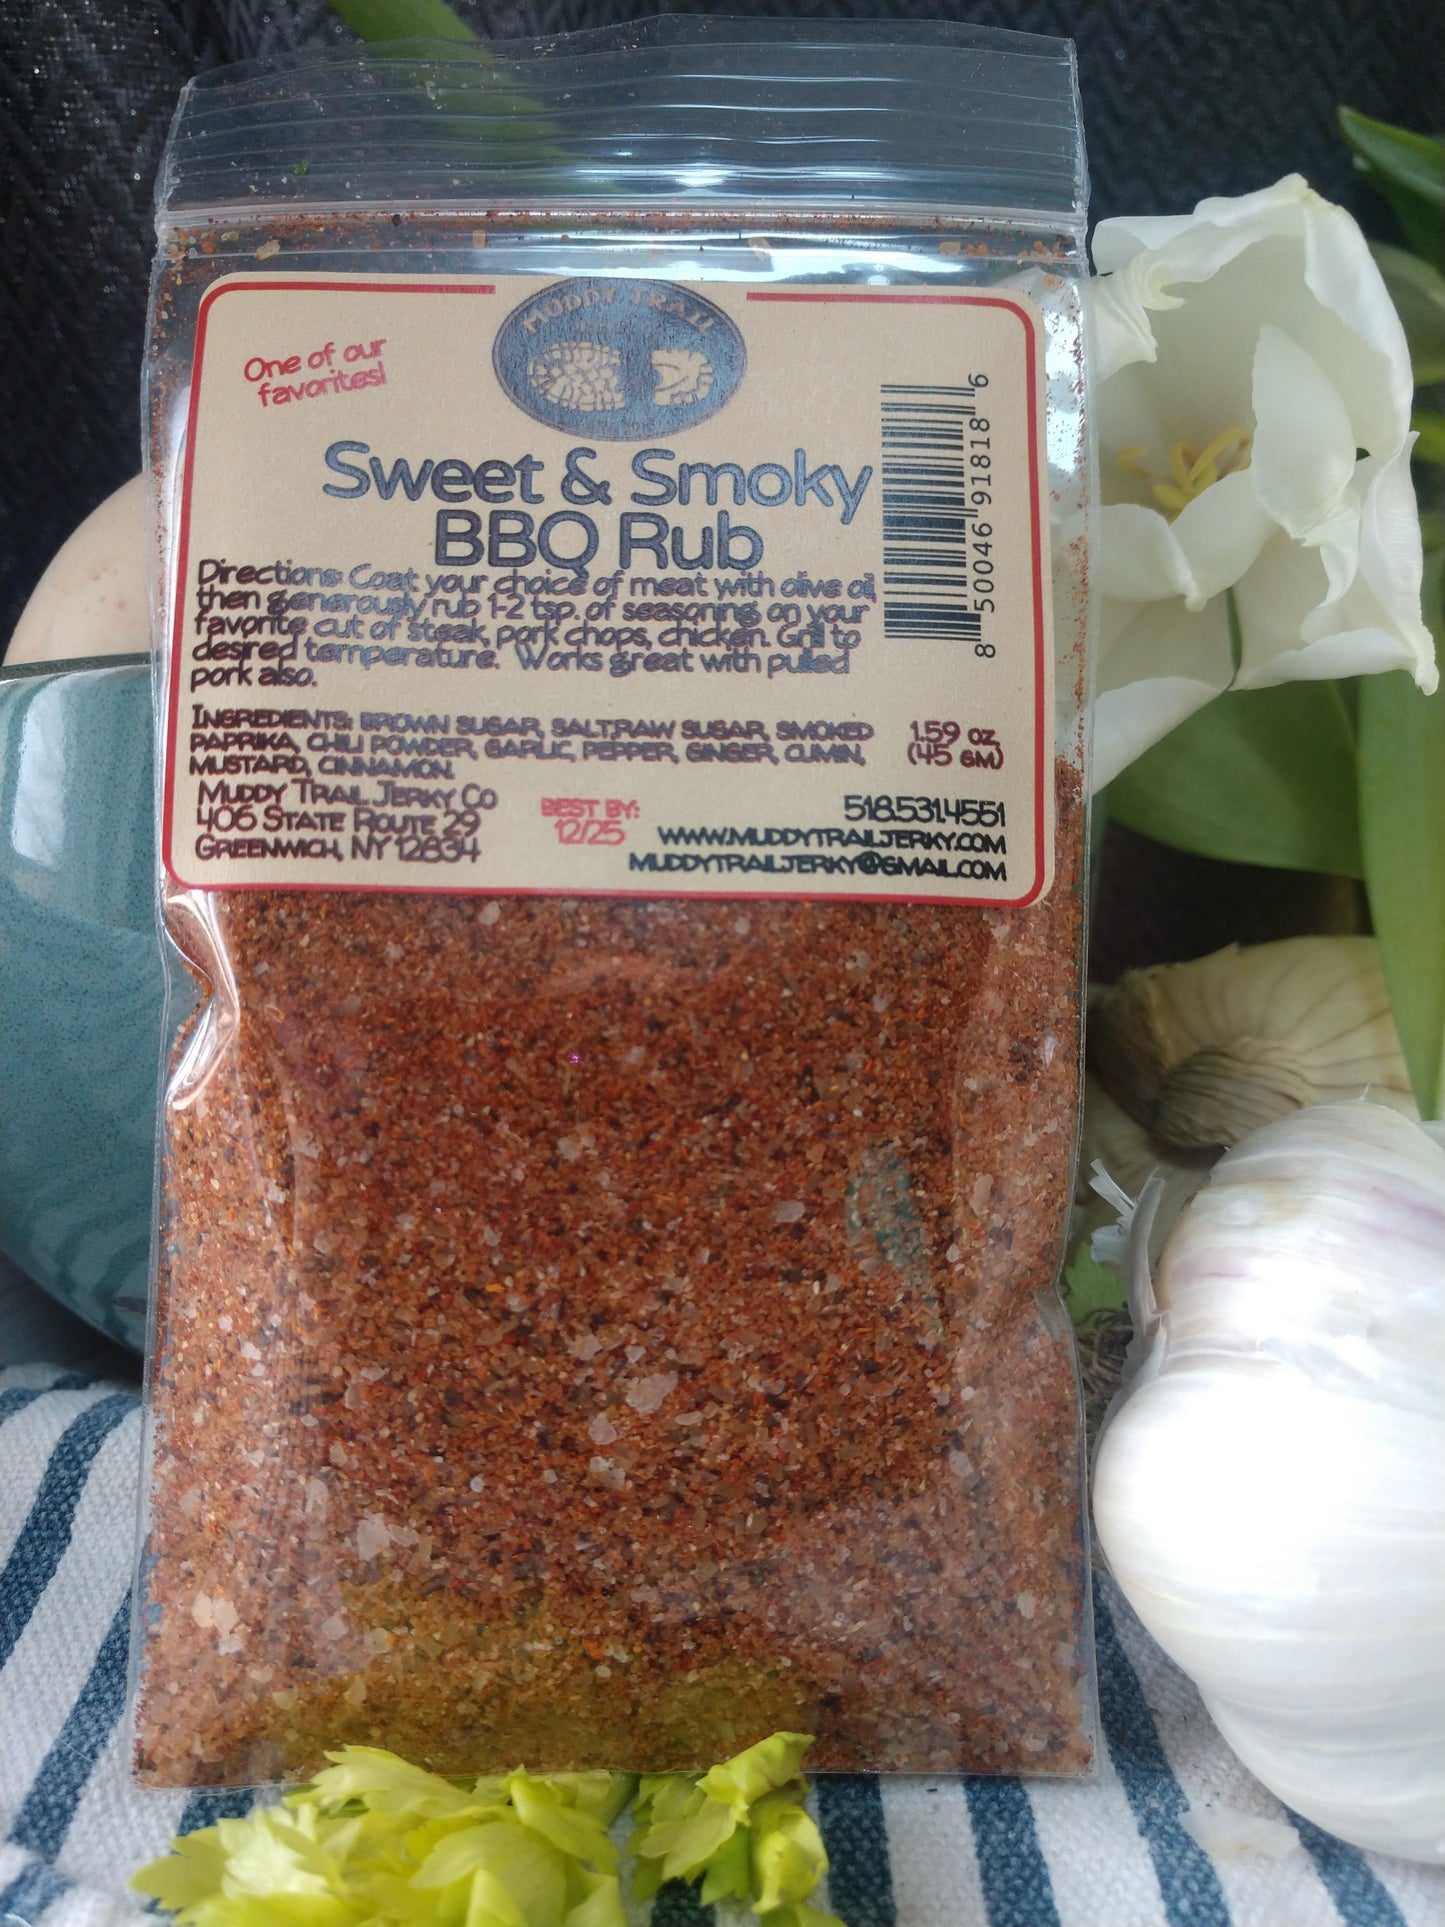 One of our
favorites!
MUDDY TRAIL
Sweet & Smoky
BBQ Rub
Directions: Coat your choice of meat with olive oil,
then generously rub 1-2 tsp. of seasoning on your
favorite cut of steak, pork chops, chicken. Grill to
desired temperature. Works great with pulled
pork also.
INGREDIENTS: BROWN SUGAR, SALT,RAW SUGAR, SMOKED
PAPRIKA, CHILI POWDER, GARLIC, PEPPER, GINGER, CUMIN,
MUSTARD, CINNAMON.
1.59 oz
(45 GM)
MUDDY TRAIL JERKY CO
406 STATE ROUTE 29
GREENWICH, NY 12834
BEST BY:
12/25
518.531.4551
WWW.MUDDYTRAILJERKY.COM
MUDDYTRAILJERKY@GMAIL.COM
8 50046 91818 6